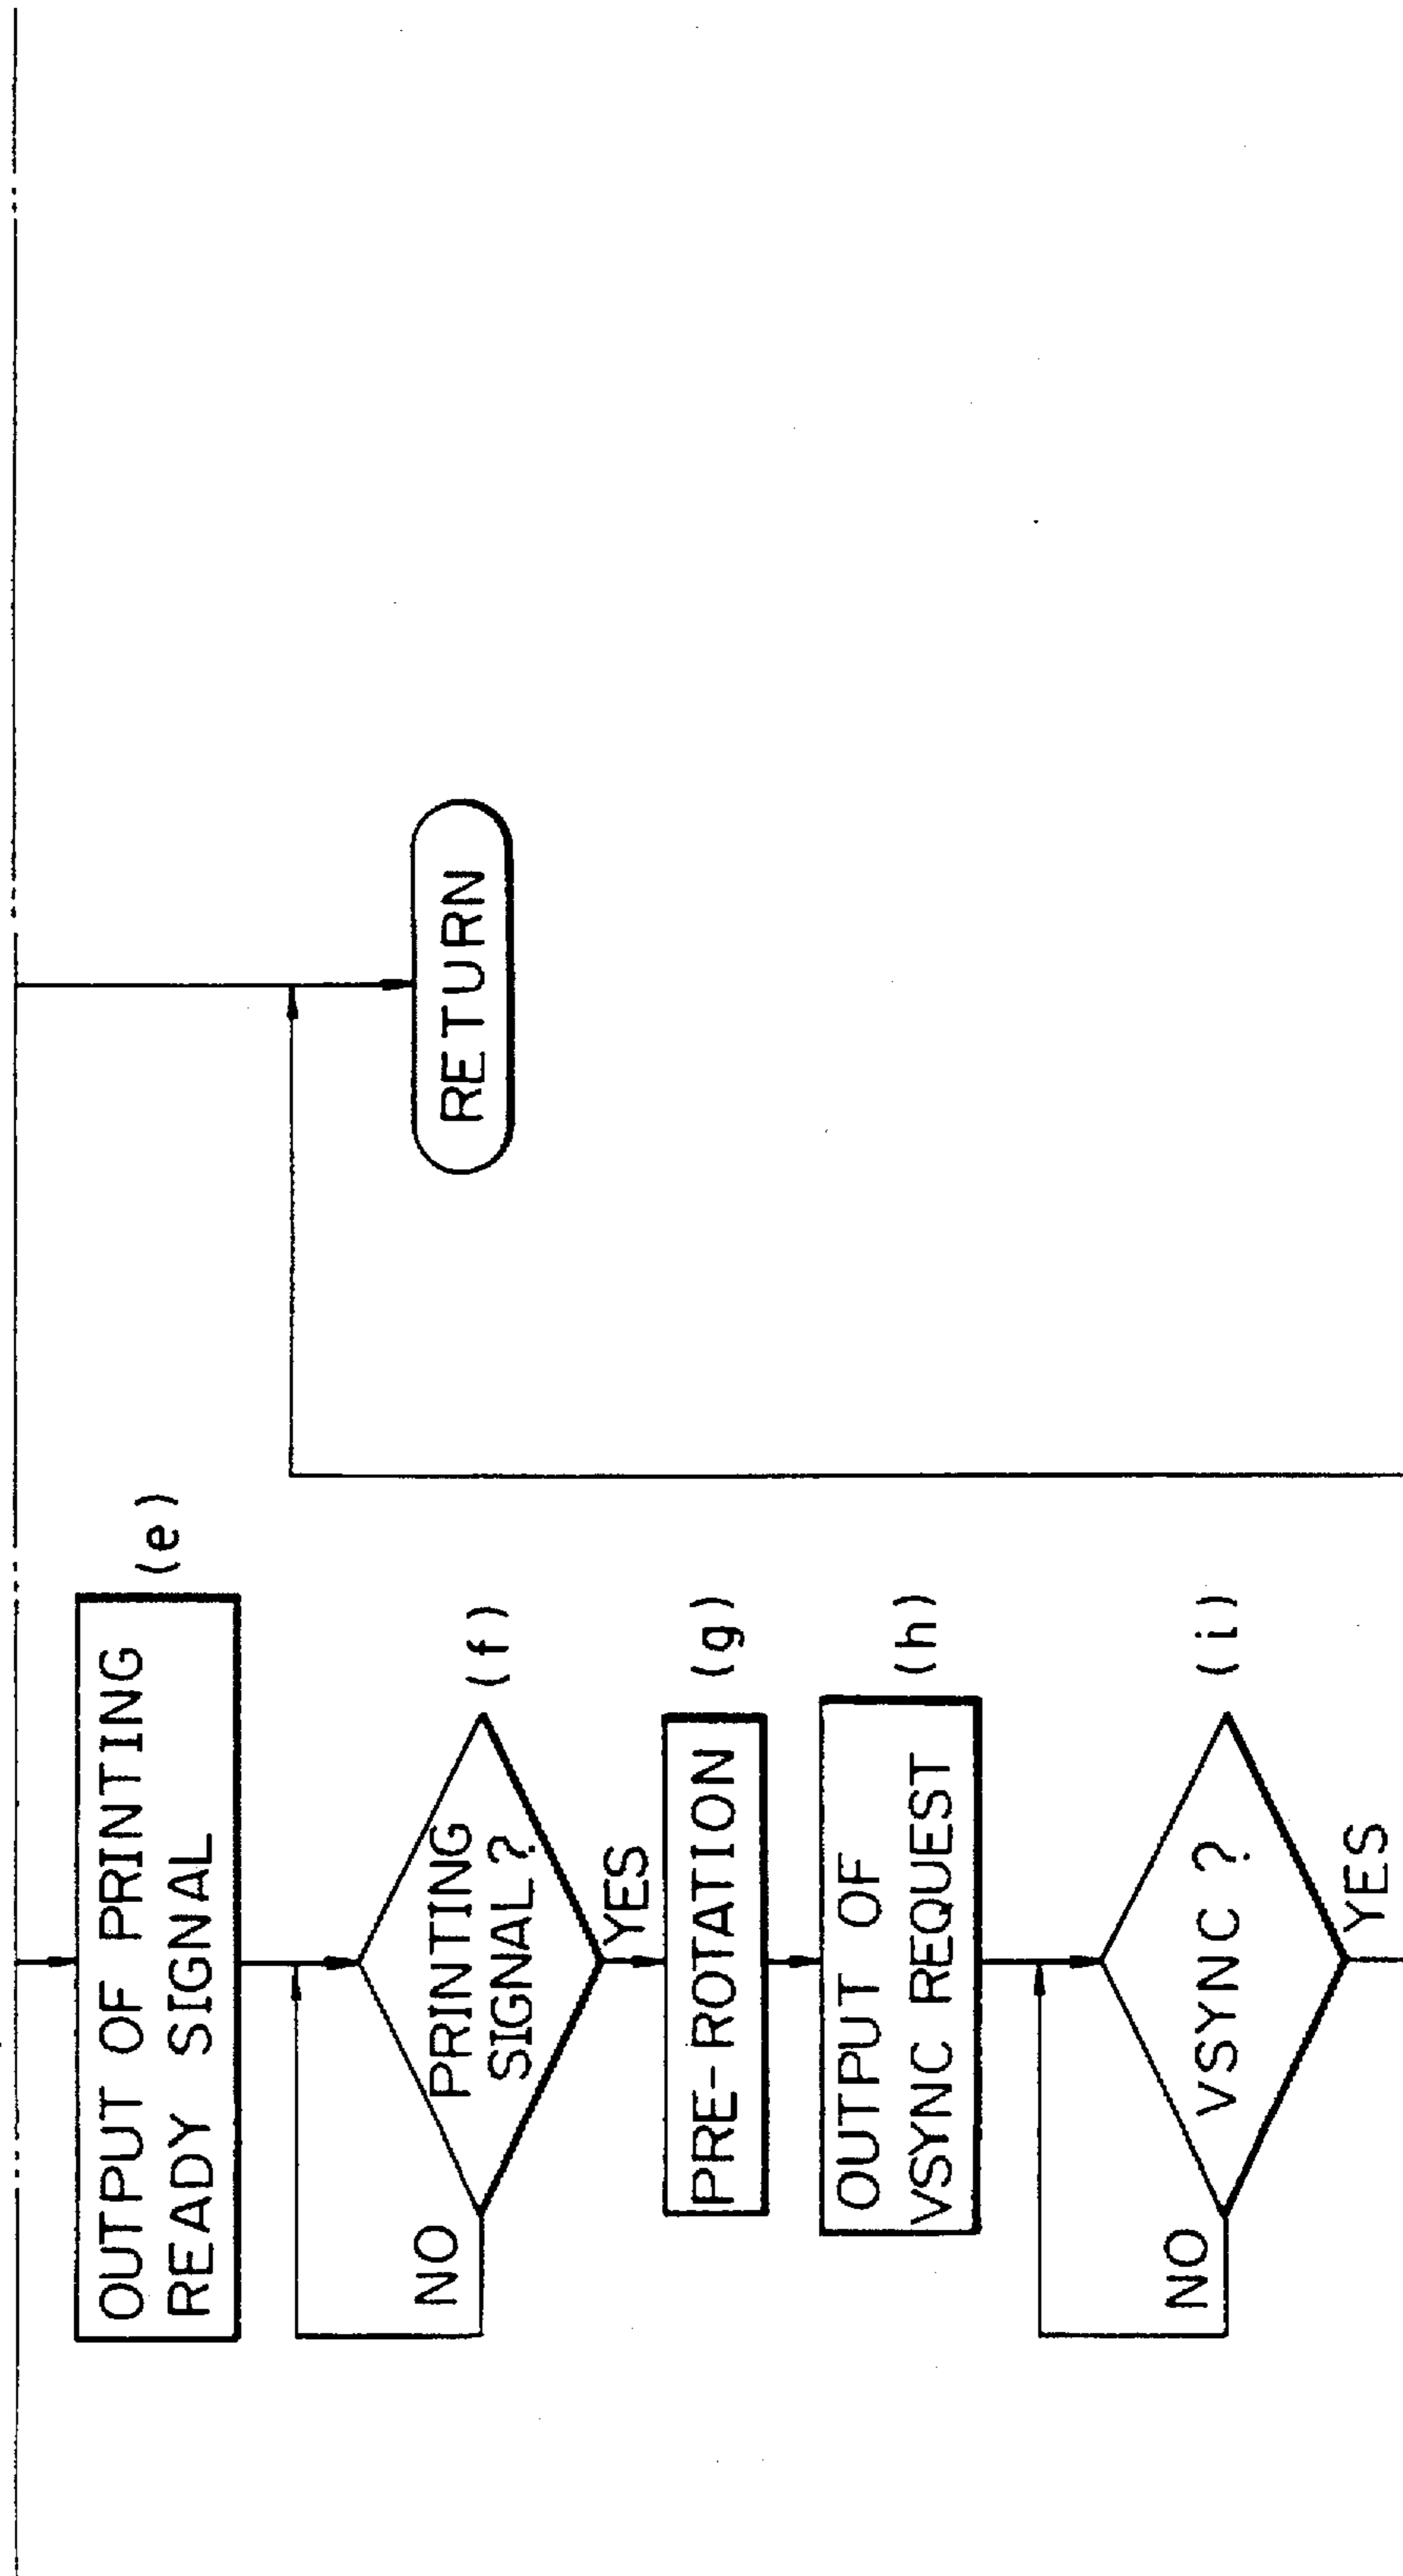 OUTPUT OF PRINTING
READY SIGNAL
(e)
PRINTING
SIGNAL?
(f)
NO
YES
PRE-ROTATION
(g)
OUTPUT OF
VSYNC REQUEST
(h)
VSYNC ?
(i)
NO
YES
RETURN